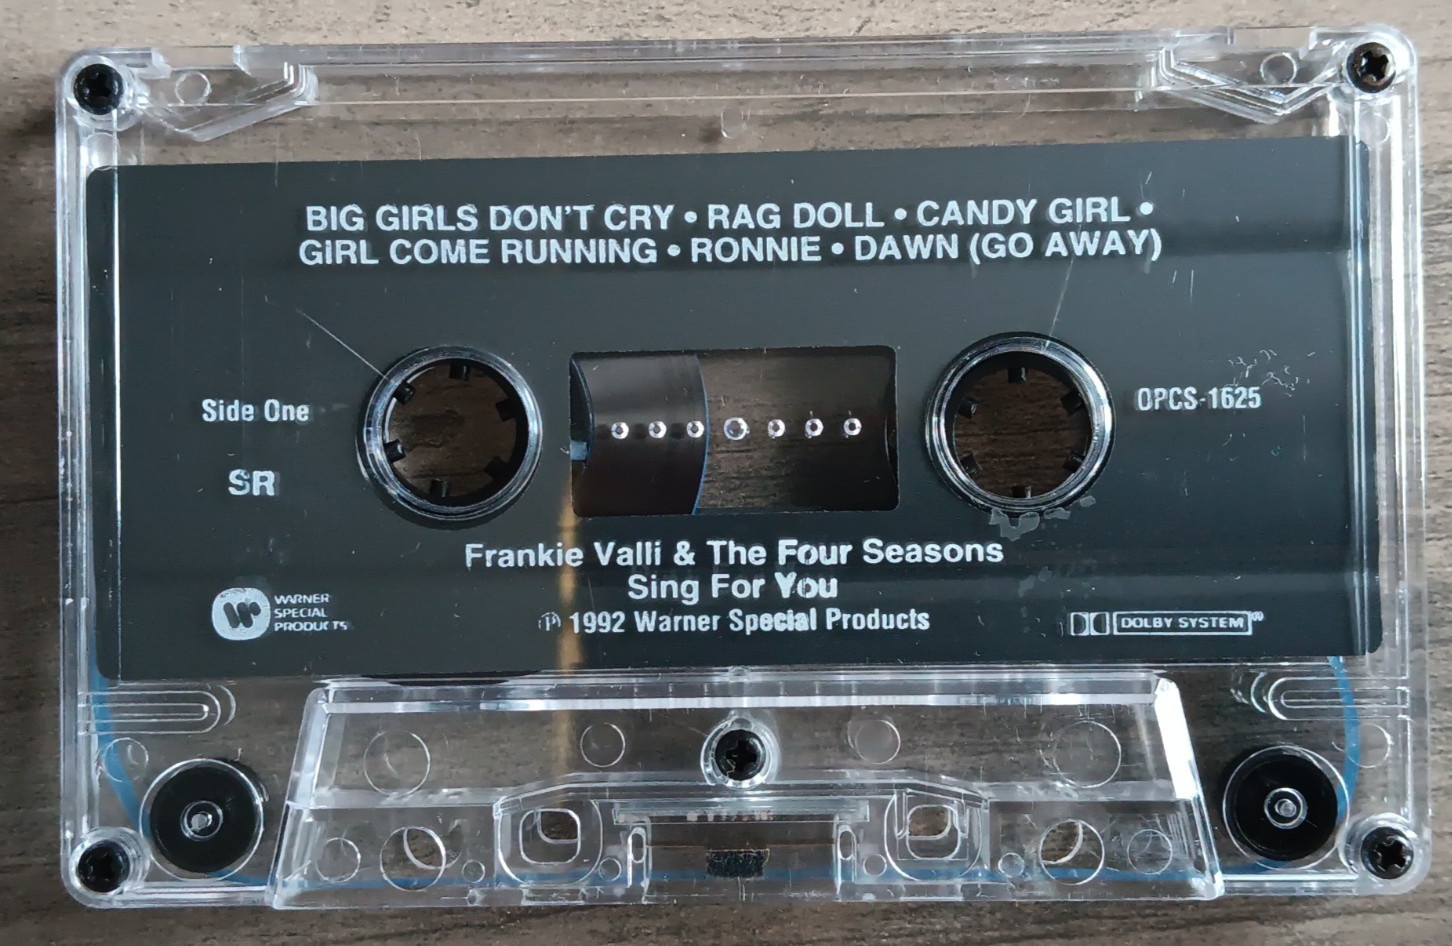 BIG GIRLS DON'T CRY • RAG DOLL • CANDY GIRL •
GIRL COME RUNNING • RONNIE • DAWN (GO AWAY)
Side One
OPCS-1625
SR
Frankie Valli & The Four Seasons
Sing For You
WARNER
SPECIAL
PRODUCTS
℗ 1992 Warner Special Products
DOLBY SYSTEM®